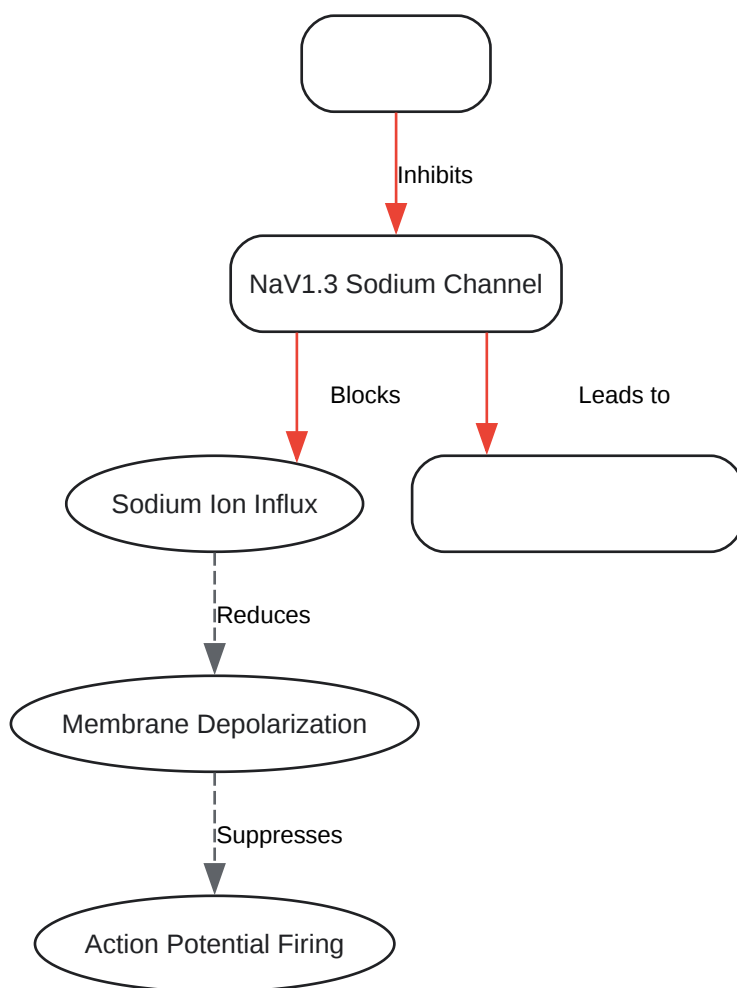 Inhibits
NaV1.3 Sodium Channel
Blocks
Leads to
Sodium Ion Influx
Reduces
Membrane Depolarization
Suppresses
Action Potential Firing